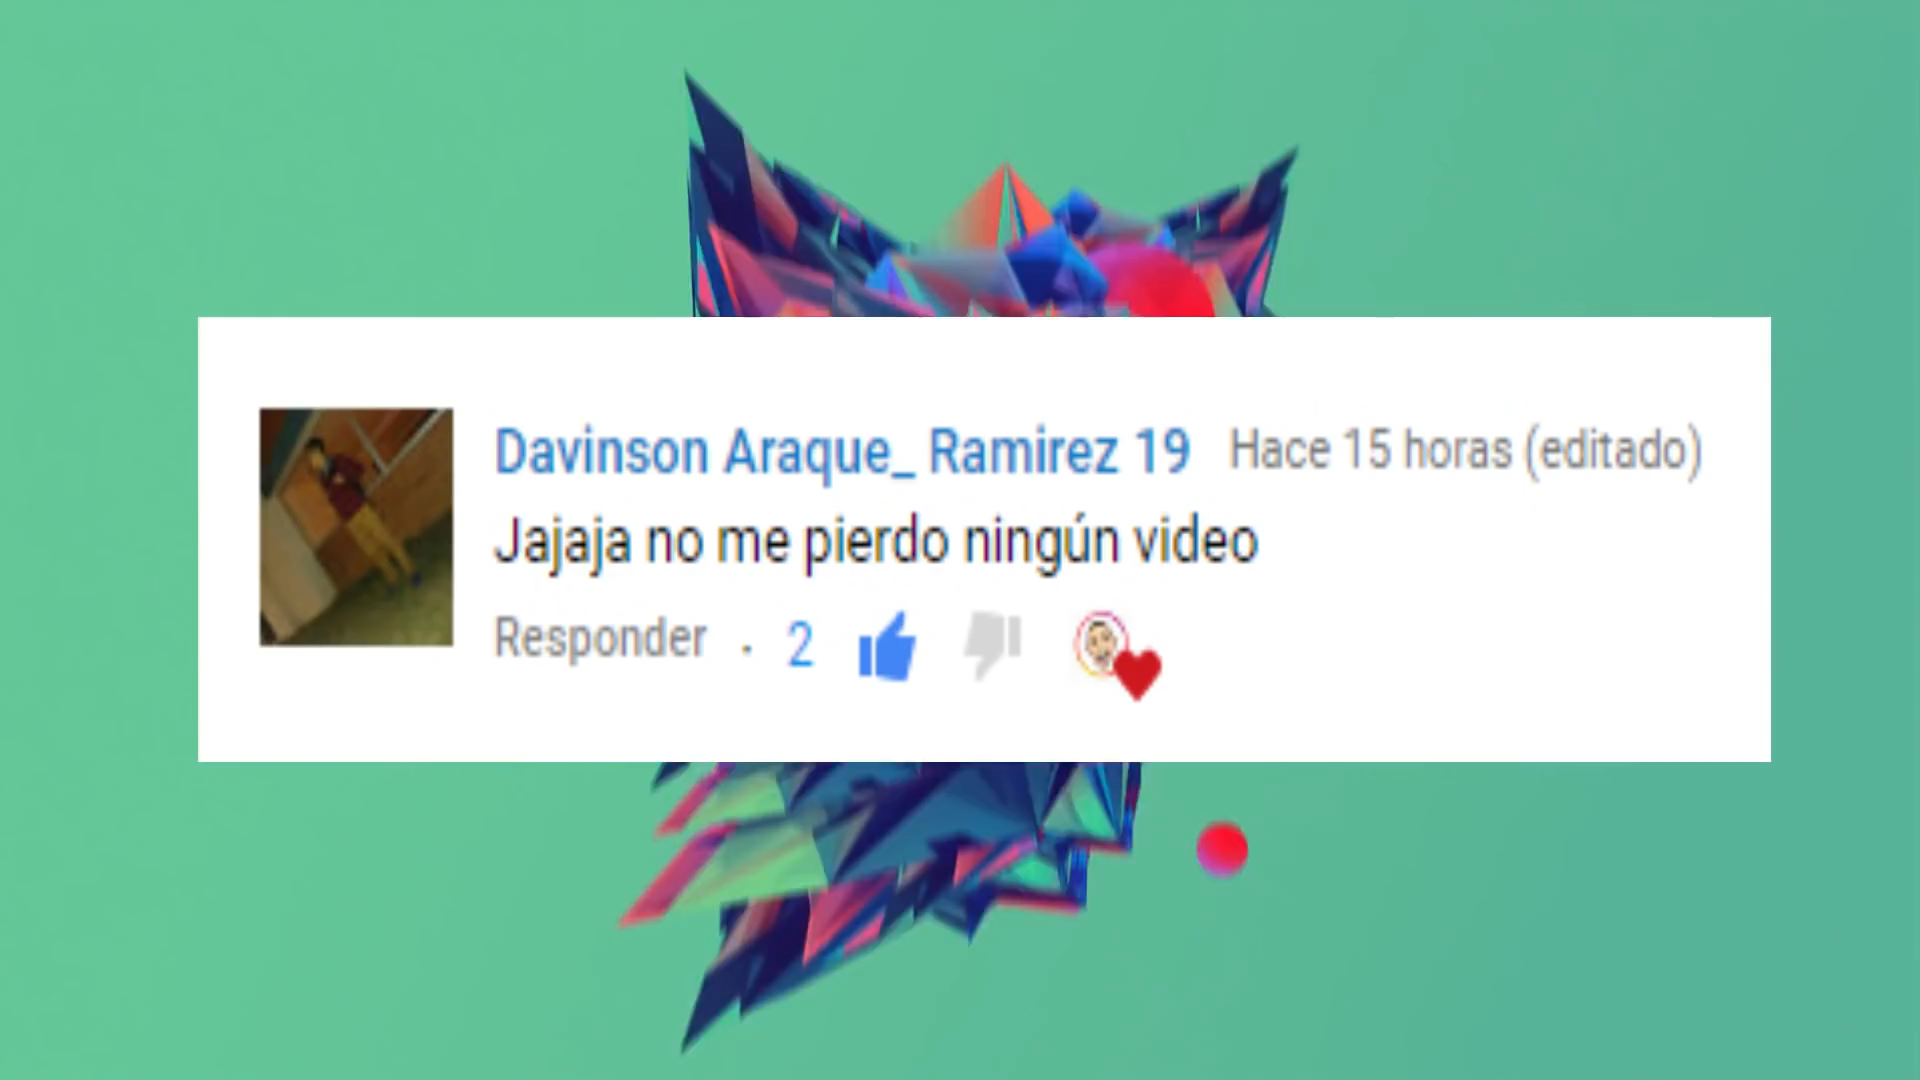 Davinson Araque_ Ramirez 19 Hace 15 horas (editado)
Jajaja no me pierdo ningún video
Responder . 2